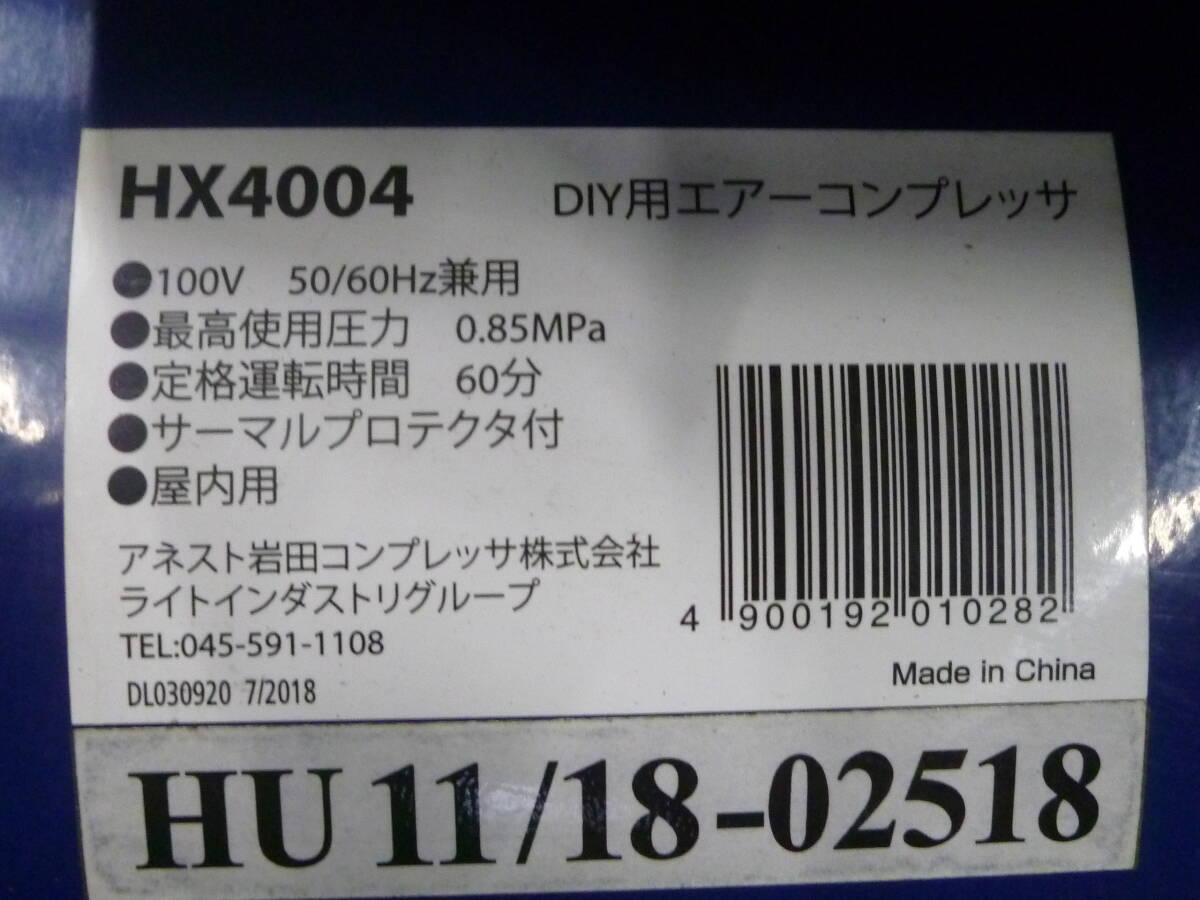 HX4004 DIY用エアーコンプレッサ
●100V 50/60Hz兼用
●最高使用圧力 0.85MPa
●定格運転時間 60分
●サーマルプロテクタ付
●屋内用
アネスト岩田コンプレッサ株式会社
ライトインダストリグループ
TEL:045-591-1108
DL030920 7/2018
4 900192 010282
Made in China
HU 11/18-02518